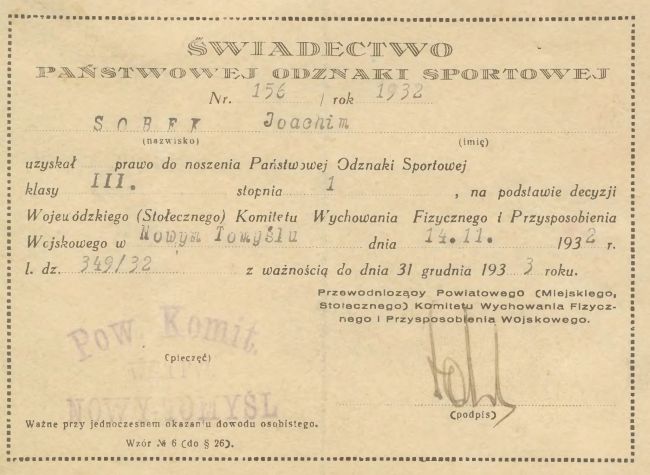 ŚWIADECTWO
PAŃSTWOWEJ ODZNAKI SPORTOWEJ
Nr. 156 / rok 1932
SOBEK Joachim
(nazwisko) (imię)
uzyskał prawo do noszenia Państwowej Odznaki Sportowej
klasy III. stopnia 1, na podstawie decyzji
Wojewódzkiego (Stołecznego) Komitetu Wychowania Fizycznego i Przysposobienia
Wojskowego w Nowym Tomyślu dnia 14.11. 1932 r.
l. dz. 349/32 z ważnością do dnia 31 grudnia 1933 roku.
Przewodniczący Powiatowego (Miejskiego,
Stołecznego) Komitetu Wychowania Fizycz-
nego i Przysposobienia Wojskowego.
Pow. Komit.
(pieczęć)
NOWY-TOMYŚL
(podpis)
Ważne przy jednoczesnem okazaniu dowodu osobistego.
Wzór № 6 (do § 26).